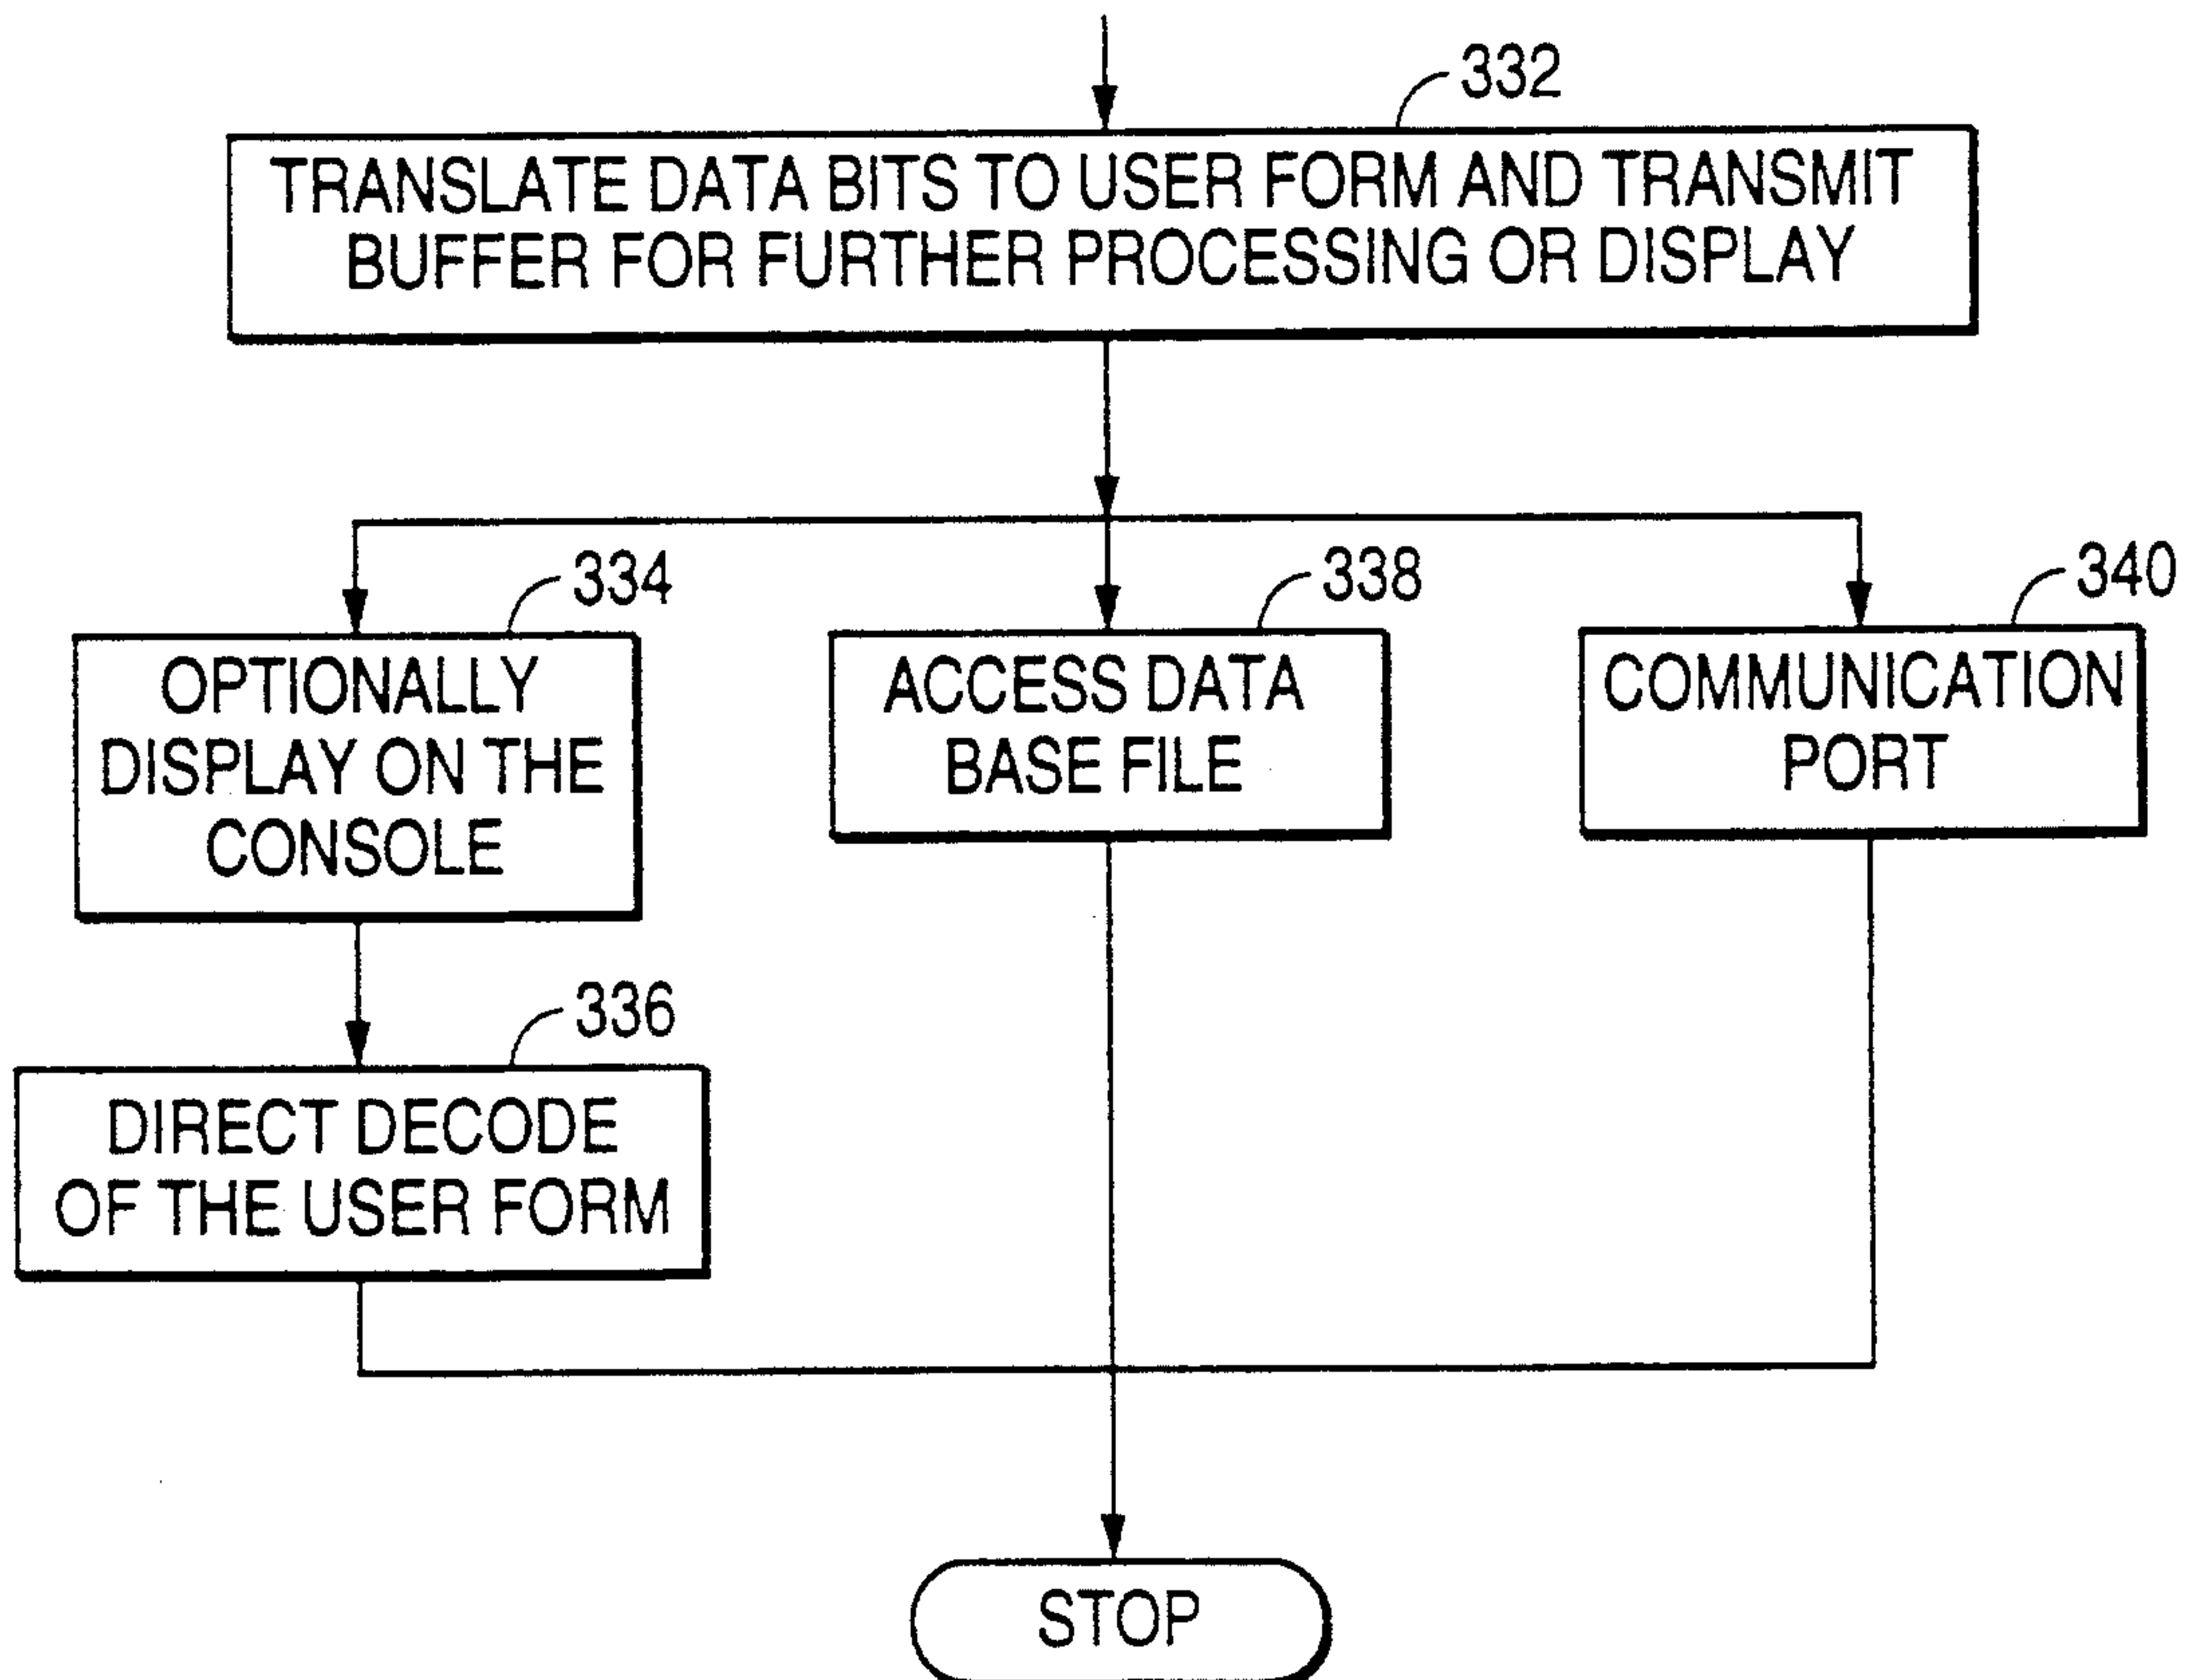 332
TRANSLATE DATA BITS TO USER FORM AND TRANSMIT
BUFFER FOR FURTHER PROCESSING OR DISPLAY
334
OPTIONALLY
DISPLAY ON THE
CONSOLE
338
ACCESS DATA
BASE FILE
340
COMMUNICATION
PORT
336
DIRECT DECODE
OF THE USER FORM
STOP